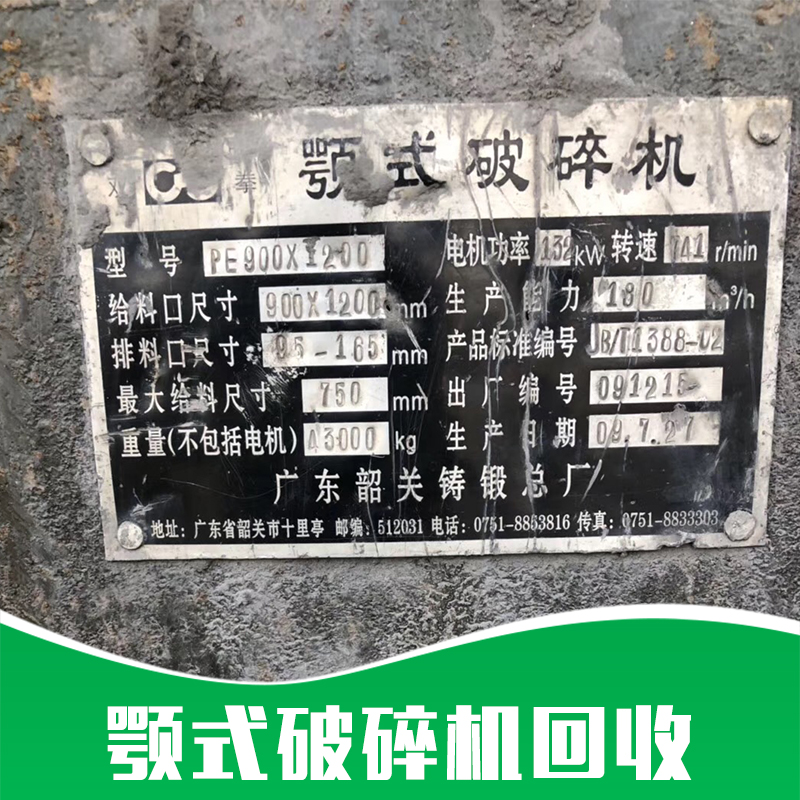 颚式破碎机
型号 PE900X1200 电机功率 132 kW 转速 741 r/min
给料口尺寸 900X1200 mm 生产能力 180 m³/h
排料口尺寸 95-165 mm 产品标准编号 JB/T1388-02
最大给料尺寸 750 mm 出厂编号 091215
重量(不包括电机) 43000 kg 生产日期 09.7.27
广东韶关铸锻总厂
地址：广东省韶关市十里亭 邮编：512031 电话：0751-8853816 传真：0751-8833303
颚式破碎机回收